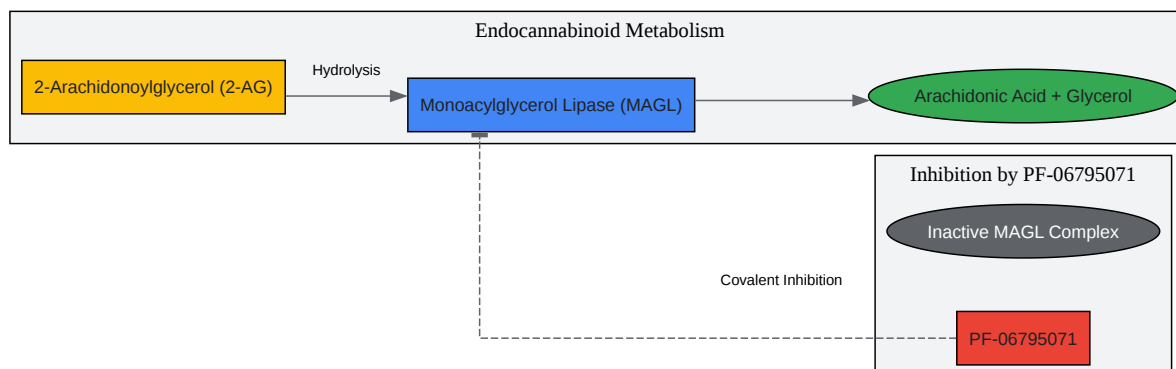 Endocannabinoid Metabolism
2-Arachidonoylglycerol (2-AG)
Hydrolysis
Monoacylglycerol Lipase (MAGL)
Arachidonic Acid + Glycerol
Inhibition by PF-06795071
Inactive MAGL Complex
Covalent Inhibition
PF-06795071